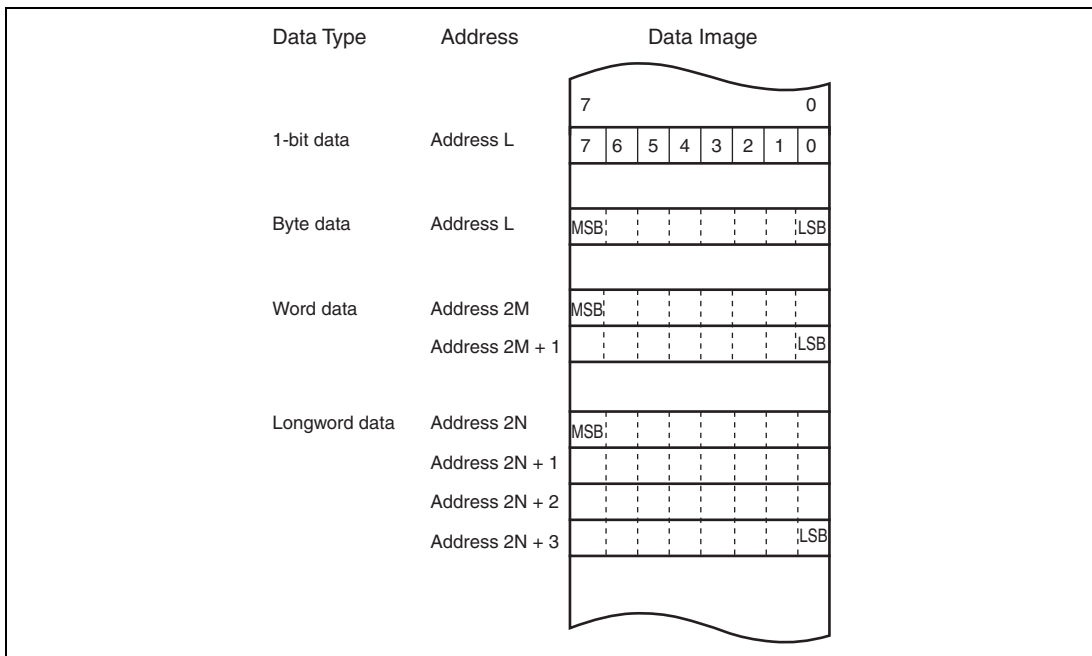 Data Type Address Data Image
7 0
1-bit data Address L 7 6 5 4 3 2 1 0
Byte data Address L MSB LSB
Word data Address 2M MSB
Address 2M + 1 LSB
Longword data Address 2N MSB
Address 2N + 1
Address 2N + 2
Address 2N + 3 LSB